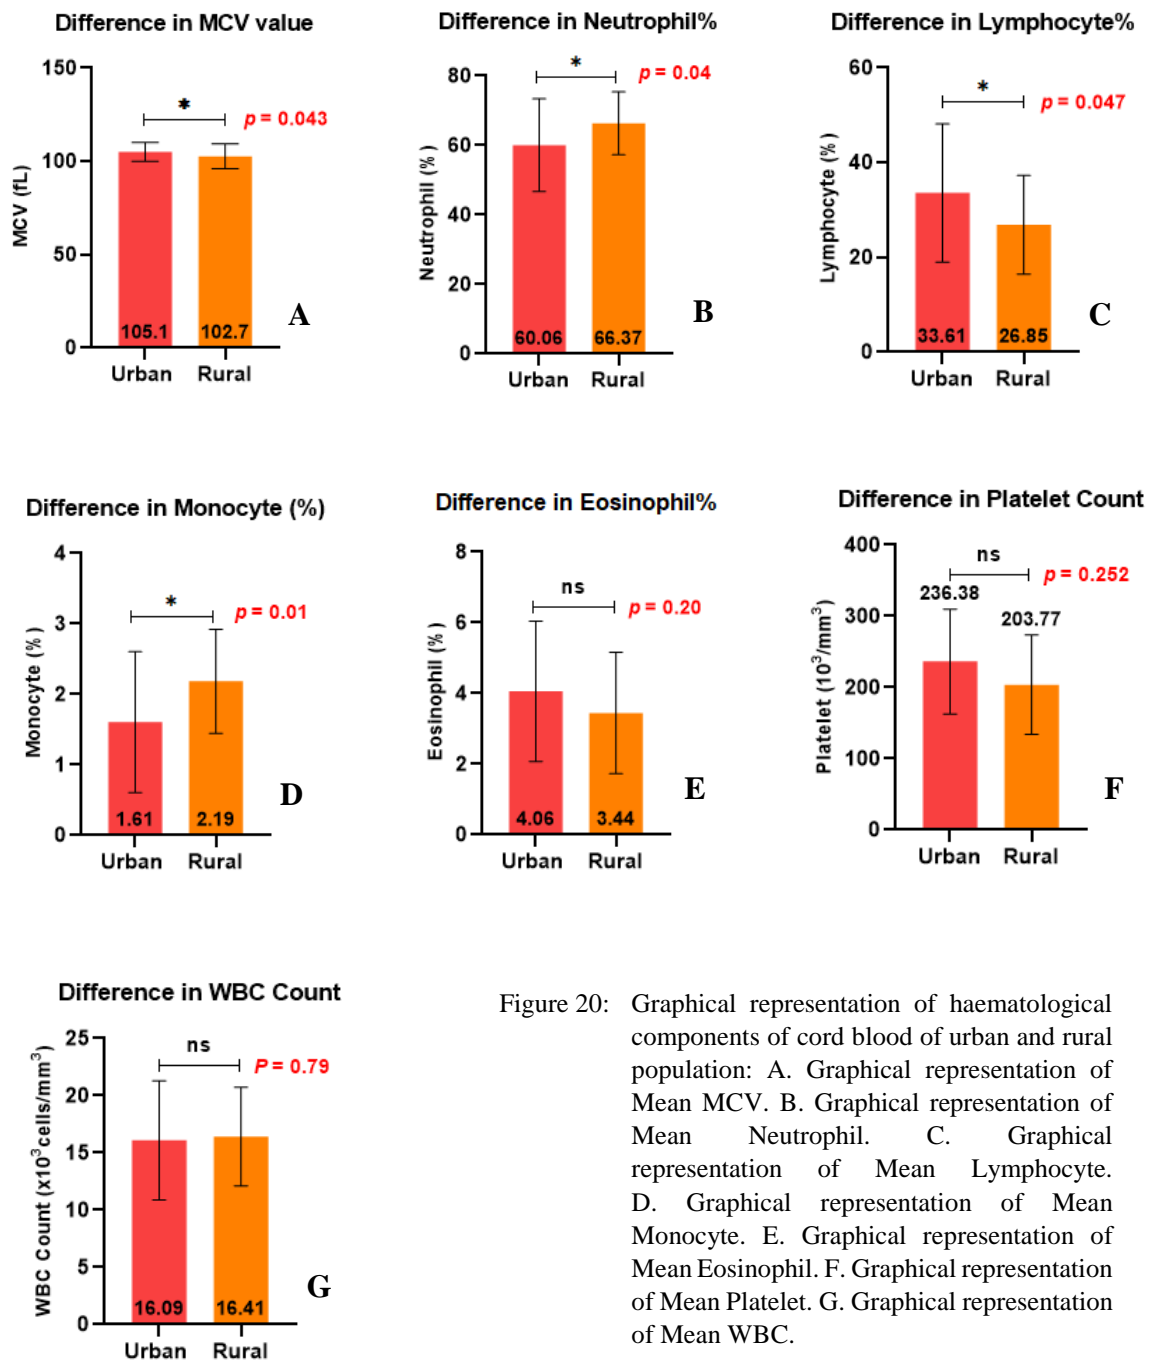 Difference in MCV value
150
100
50
0
MCV (fL)
*
p = 0.043
105.1
102.7
Urban
Rural
A
Difference in Neutrophil%
80
60
40
20
0
Neutrophil (%)
*
p = 0.04
60.06
66.37
Urban
Rural
B
Difference in Lymphocyte%
60
40
20
0
Lymphocyte (%)
*
p = 0.047
33.61
26.85
Urban
Rural
C
Difference in Monocyte (%)
4
3
2
1
0
Monocyte (%)
*
p = 0.01
1.61
2.19
Urban
Rural
D
Difference in Eosinophil%
8
6
4
2
0
Eosinophil (%)
ns
p = 0.20
4.06
3.44
Urban
Rural
E
Difference in Platelet Count
400
300
200
100
0
Platelet (10³/mm³)
ns
p = 0.252
236.38
203.77
Urban
Rural
F
Difference in WBC Count
25
20
15
10
5
0
WBC Count (x10³cells/mm³)
ns
P = 0.79
16.09
16.41
Urban
Rural
G
Figure 20: Graphical representation of haematological
components of cord blood of urban and rural
population: A. Graphical representation of
Mean MCV. B. Graphical representation of
Mean Neutrophil. C. Graphical
representation of Mean Lymphocyte.
D. Graphical representation of Mean
Monocyte. E. Graphical representation of
Mean Eosinophil. F. Graphical representation
of Mean Platelet. G. Graphical representation
of Mean WBC.